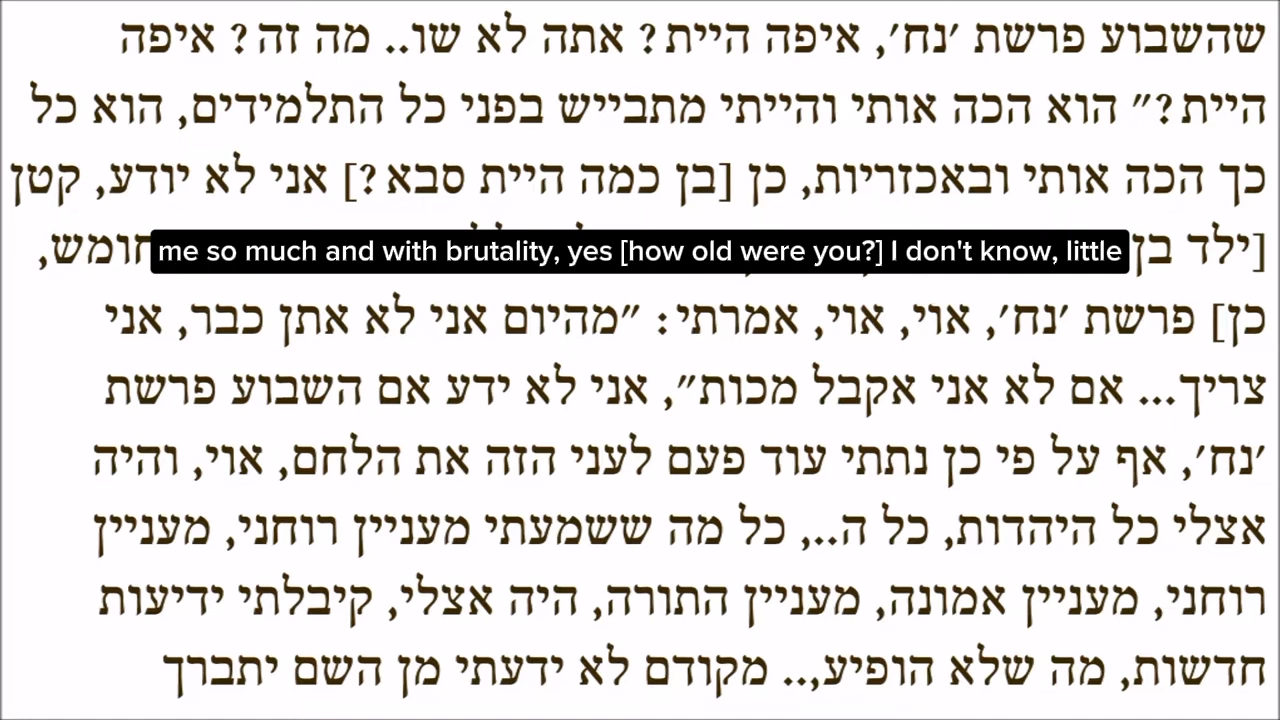 שהשבוע פרשת 'נח', איפה היית? אתה לא שו.. מה זה? איפה
היית?" הוא הכה אותי והייתי מתבייש בפני כל התלמידים, הוא כל
כך הכה אותי ובאכזריות, כן [בן כמה היית סבא?] אני לא יודע, קטן
[ילד בן חומש,
me so much and with brutality, yes [how old were you?] I don't know, little
כן] פרשת 'נח', אוי, אוי, אמרתי: "מהיום אני לא אתן כבר, אני
צריך... אם לא אני אקבל מכות", אני לא ידע אם השבוע פרשת
'נח', אף על פי כן נתתי עוד פעם לעני הזה את הלחם, אוי, והיה
אצלי כל היהדות, כל ה.., כל מה ששמעתי מעניין רוחני, מעניין
רוחני, מעניין אמונה, מעניין התורה, היה אצלי, קיבלתי ידיעות
חדשות, מה שלא הופיע,.. מקודם לא ידעתי מן השם יתברך